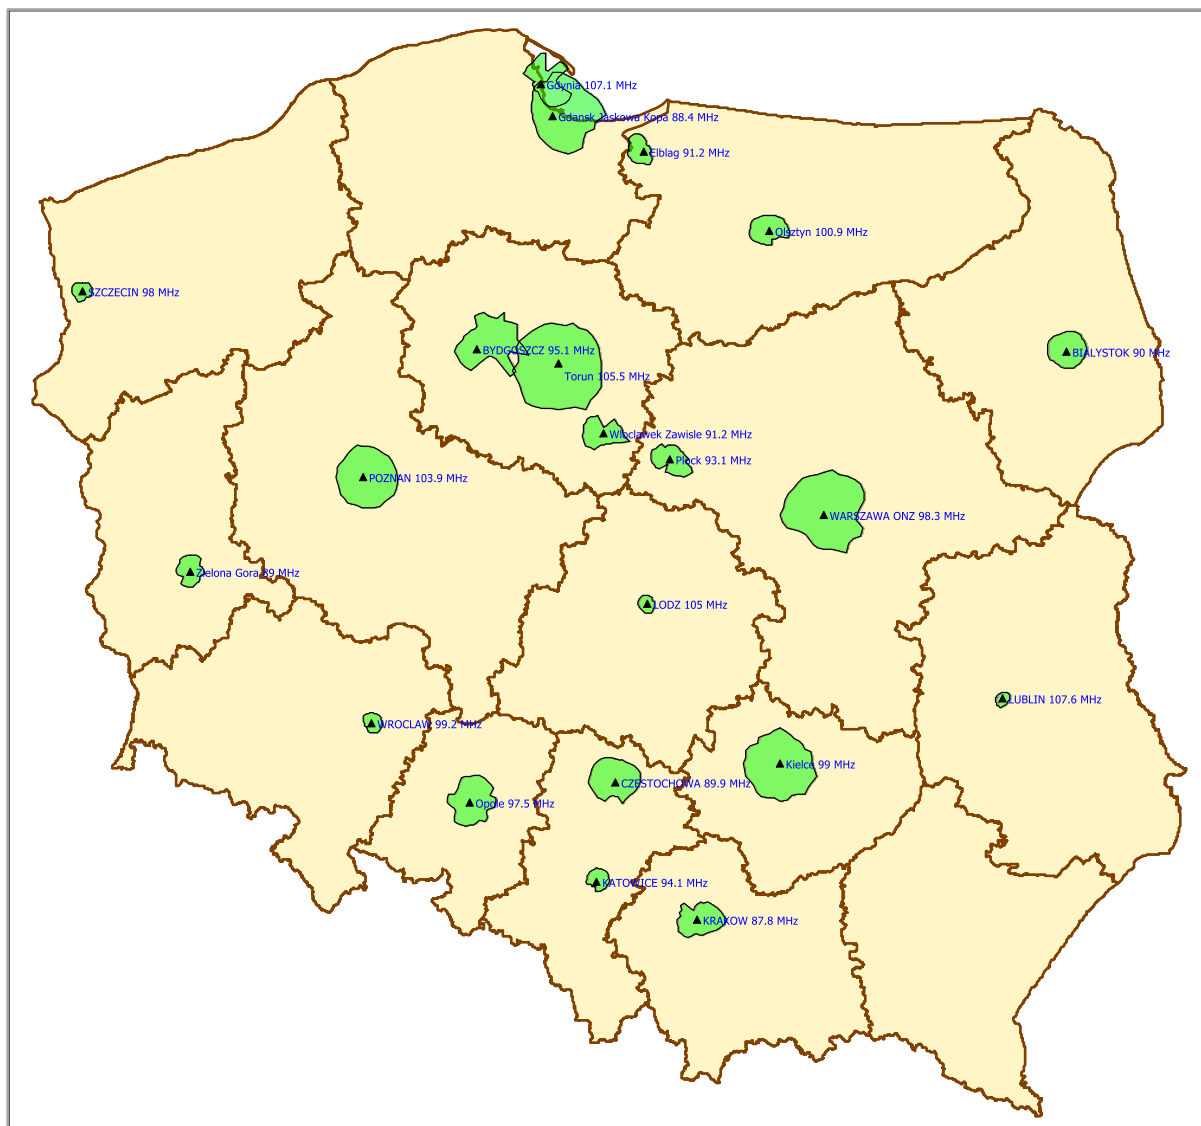 Gdynia 107.1 MHz
Gdansk Jaskowa Kopa 88.4 MHz
Elblag 91.2 MHz
Olsztyn 100.9 MHz
SZCZECIN 98 MHz
BYDGOSZCZ 95.1 MHz
BIALYSTOK 90 MHz
Torun 105.5 MHz
Wloclawek Zawisle 91.2 MHz
Plock 93.1 MHz
POZNAN 103.9 MHz
WARSZAWA ONZ 98.3 MHz
Zielona Gora 89 MHz
LODZ 105 MHz
LUBLIN 107.6 MHz
WROCLAW 99.2 MHz
Kielce 99 MHz
CZESTOCHOWA 89.9 MHz
Opole 97.5 MHz
KATOWICE 94.1 MHz
KRAKOW 87.8 MHz